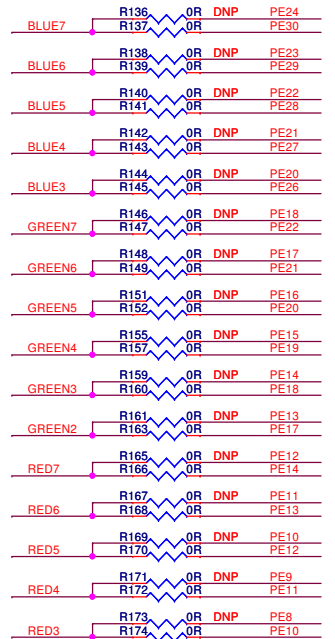 R136 0R DNP PE24
BLUE7 R137 0R PE30
R138 0R DNP PE23
BLUE6 R139 0R PE29
R140 0R DNP PE22
BLUE5 R141 0R PE28
R142 0R DNP PE21
BLUE4 R143 0R PE27
R144 0R DNP PE20
BLUE3 R145 0R PE26
R146 0R DNP PE18
GREEN7 R147 0R PE22
R148 0R DNP PE17
GREEN6 R149 0R PE21
R151 0R DNP PE16
GREEN5 R152 0R PE20
R155 0R DNP PE15
GREEN4 R157 0R PE19
R159 0R DNP PE14
GREEN3 R160 0R PE18
R161 0R DNP PE13
GREEN2 R163 0R PE17
R165 0R DNP PE12
RED7 R166 0R PE14
R167 0R DNP PE11
RED6 R168 0R PE13
R169 0R DNP PE10
RED5 R170 0R PE12
R171 0R DNP PE9
RED4 R172 0R PE11
R173 0R DNP PE8
RED3 R174 0R PE10